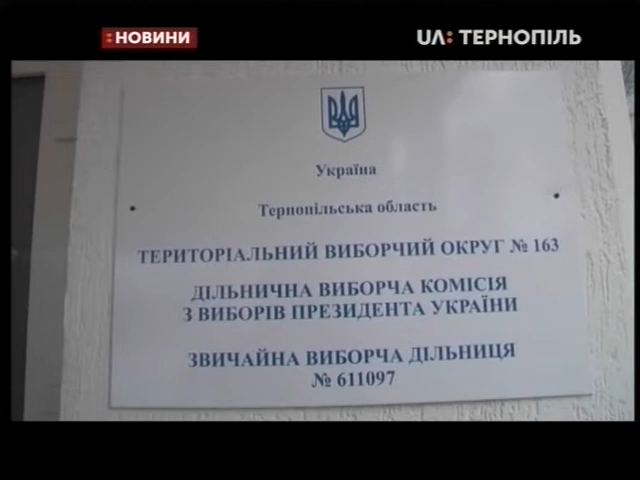 :НОВИНИ
UA: ТЕРНОПІЛЬ
Україна
Тернопільська область
ТЕРИТОРІАЛЬНИЙ ВИБОРЧИЙ ОКРУГ № 163
ДІЛЬНИЧНА ВИБОРЧА КОМІСІЯ
З ВИБОРІВ ПРЕЗИДЕНТА УКРАЇНИ
ЗВИЧАЙНА ВИБОРЧА ДІЛЬНИЦЯ
№ 611097